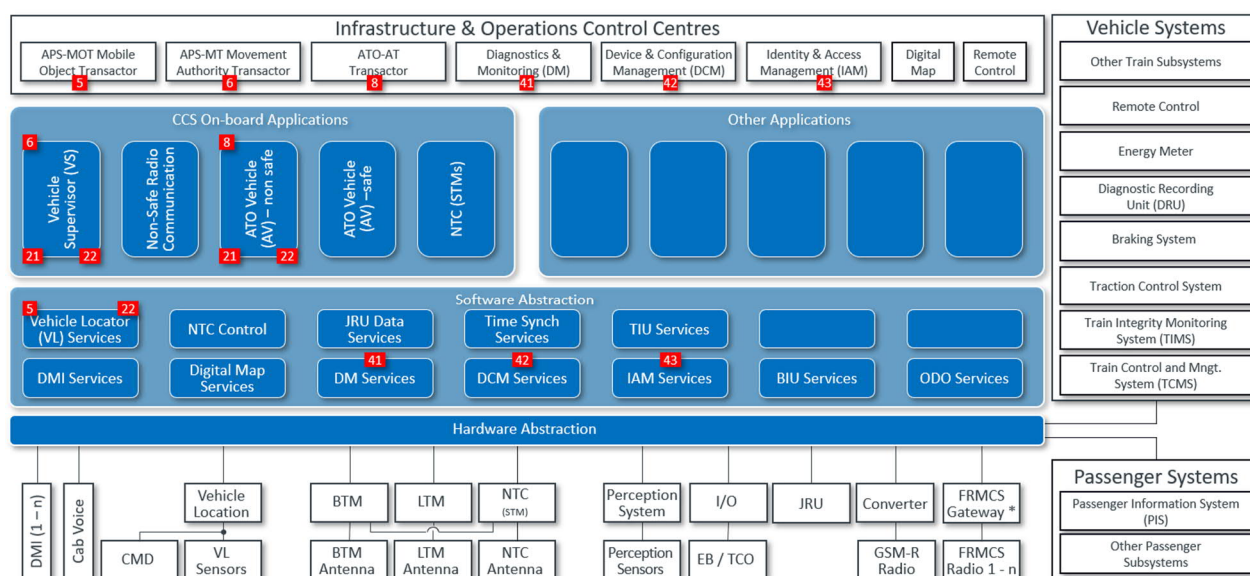 Infrastructure & Operations Control Centres
APS-MOT Mobile
Object Transactor
5
APS-MT Movement
Authority Transactor
6
ATO-AT
Transactor
8
Diagnostics &
Monitoring (DM)
41
Device & Configuration
Management (DCM)
42
Identity & Access
Management (IAM)
43
Digital
Map
Remote
Control
CCS On-board Applications
6
Vehicle
Supervisor (VS)
21
22
Non-Safe Radio
Communication
8
ATO Vehicle
(AV) – non safe
21
22
ATO Vehicle
(AV) –safe
NTC (STMs)
Other Applications
Software Abstraction
5
22
Vehicle Locator
(VL) Services
NTC Control
JRU Data
Services
Time Synch
Services
TIU Services
DMI Services
Digital Map
Services
41
DM Services
42
DCM Services
43
IAM Services
BIU Services
ODO Services
Hardware Abstraction
DMI (1 – n)
Cab Voice
Vehicle
Location
CMD
VL
Sensors
BTM
BTM
Antenna
LTM
LTM
Antenna
NTC
(STM)
NTC
Antenna
Perception
System
Perception
Sensors
I/O
EB / TCO
JRU
Converter
GSM-R
Radio
FRMCS
Gateway *
FRMCS
Radio 1 - n
Vehicle Systems
Other Train Subsystems
Remote Control
Energy Meter
Diagnostic Recording
Unit (DRU)
Braking System
Traction Control System
Train Integrity Monitoring
System (TIMS)
Train Control and Mngt.
System (TCMS)
Passenger Systems
Passenger Information System
(PIS)
Other Passenger
Subsystems